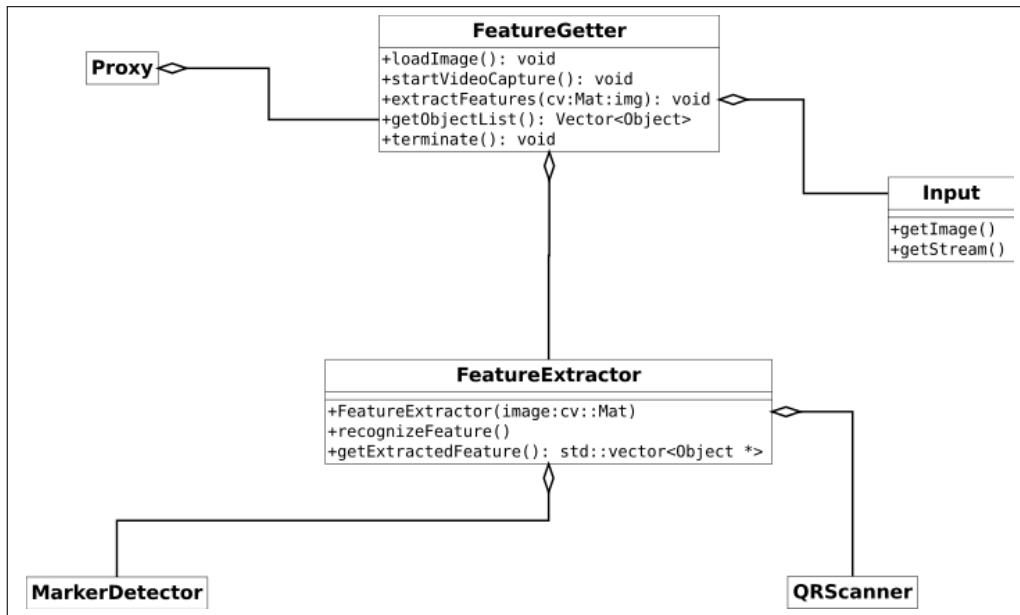 FeatureGetter
+loadImage(): void
+startVideoCapture(): void
+extractFeatures(cv:Mat:img): void
+getObjectList(): Vector<Object>
+terminate(): void
Proxy
Input
+getImage()
+getStream()
FeatureExtractor
+FeatureExtractor(image:cv::Mat)
+recognizeFeature()
+getExtractedFeature(): std::vector<Object *>
MarkerDetector
QRScanner